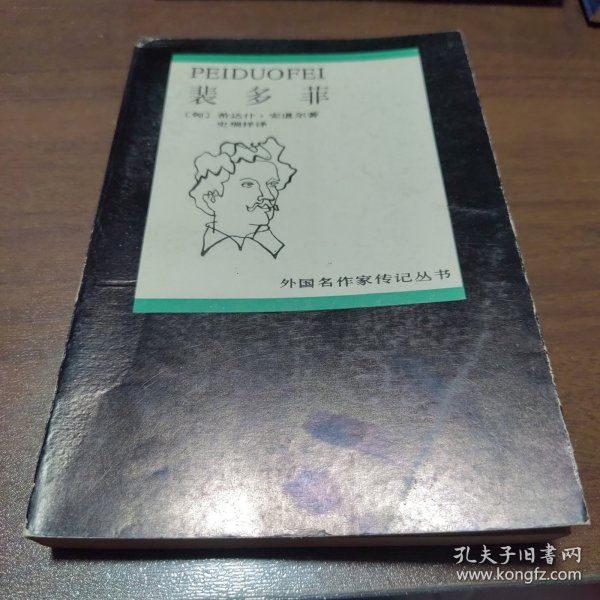 PEIDUOFEI
裴多菲
[匈] 希达什·安道尔著
史瑞祥译
外国名作家传记丛书
孔夫子旧书网
www.kongfz.com